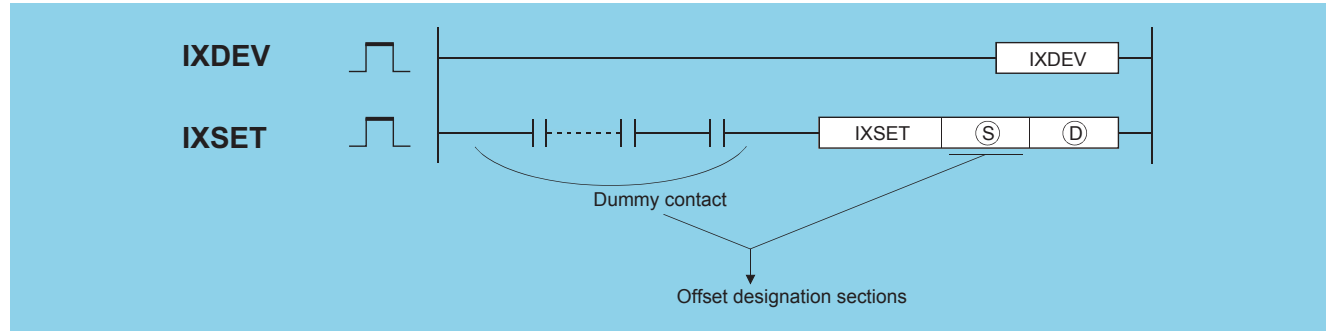 IXDEV
IXDEV
IXSET
IXSET Ⓢ Ⓓ
Dummy contact
Offset designation sections